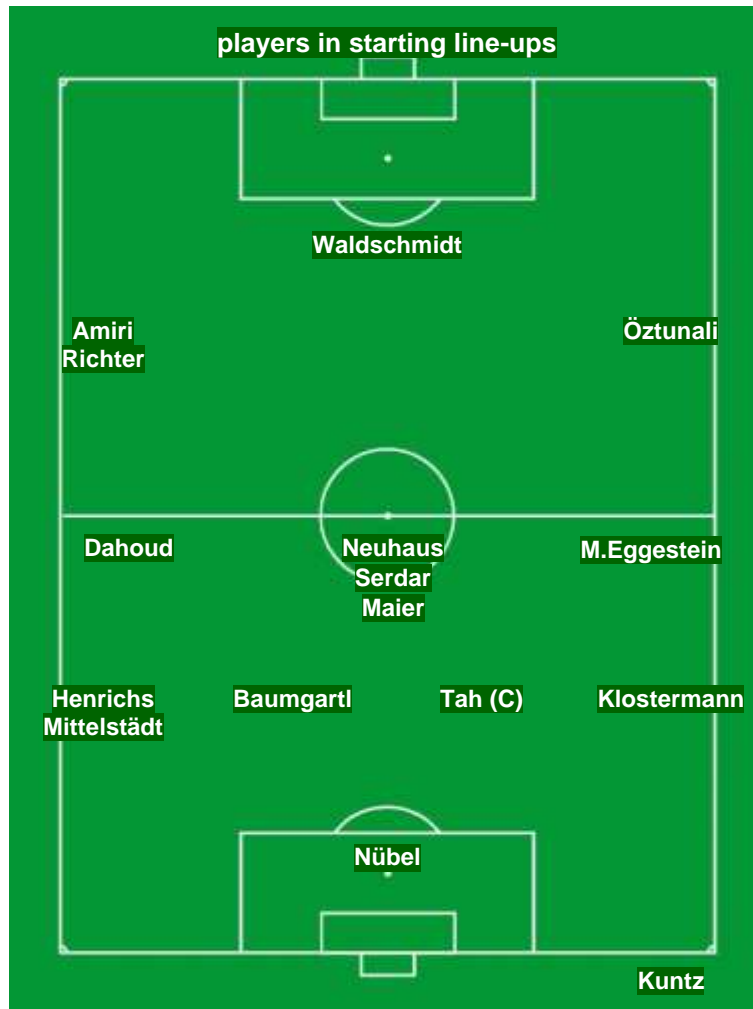 players in starting line-ups
Waldschmidt
Amiri
Richter
Öztunali
Dahoud
Neuhaus
Serdar
Maier
M.Eggestein
Henrichs
Mittelstädt
Baumgartl
Tah (C)
Klostermann
Nübel
Kuntz